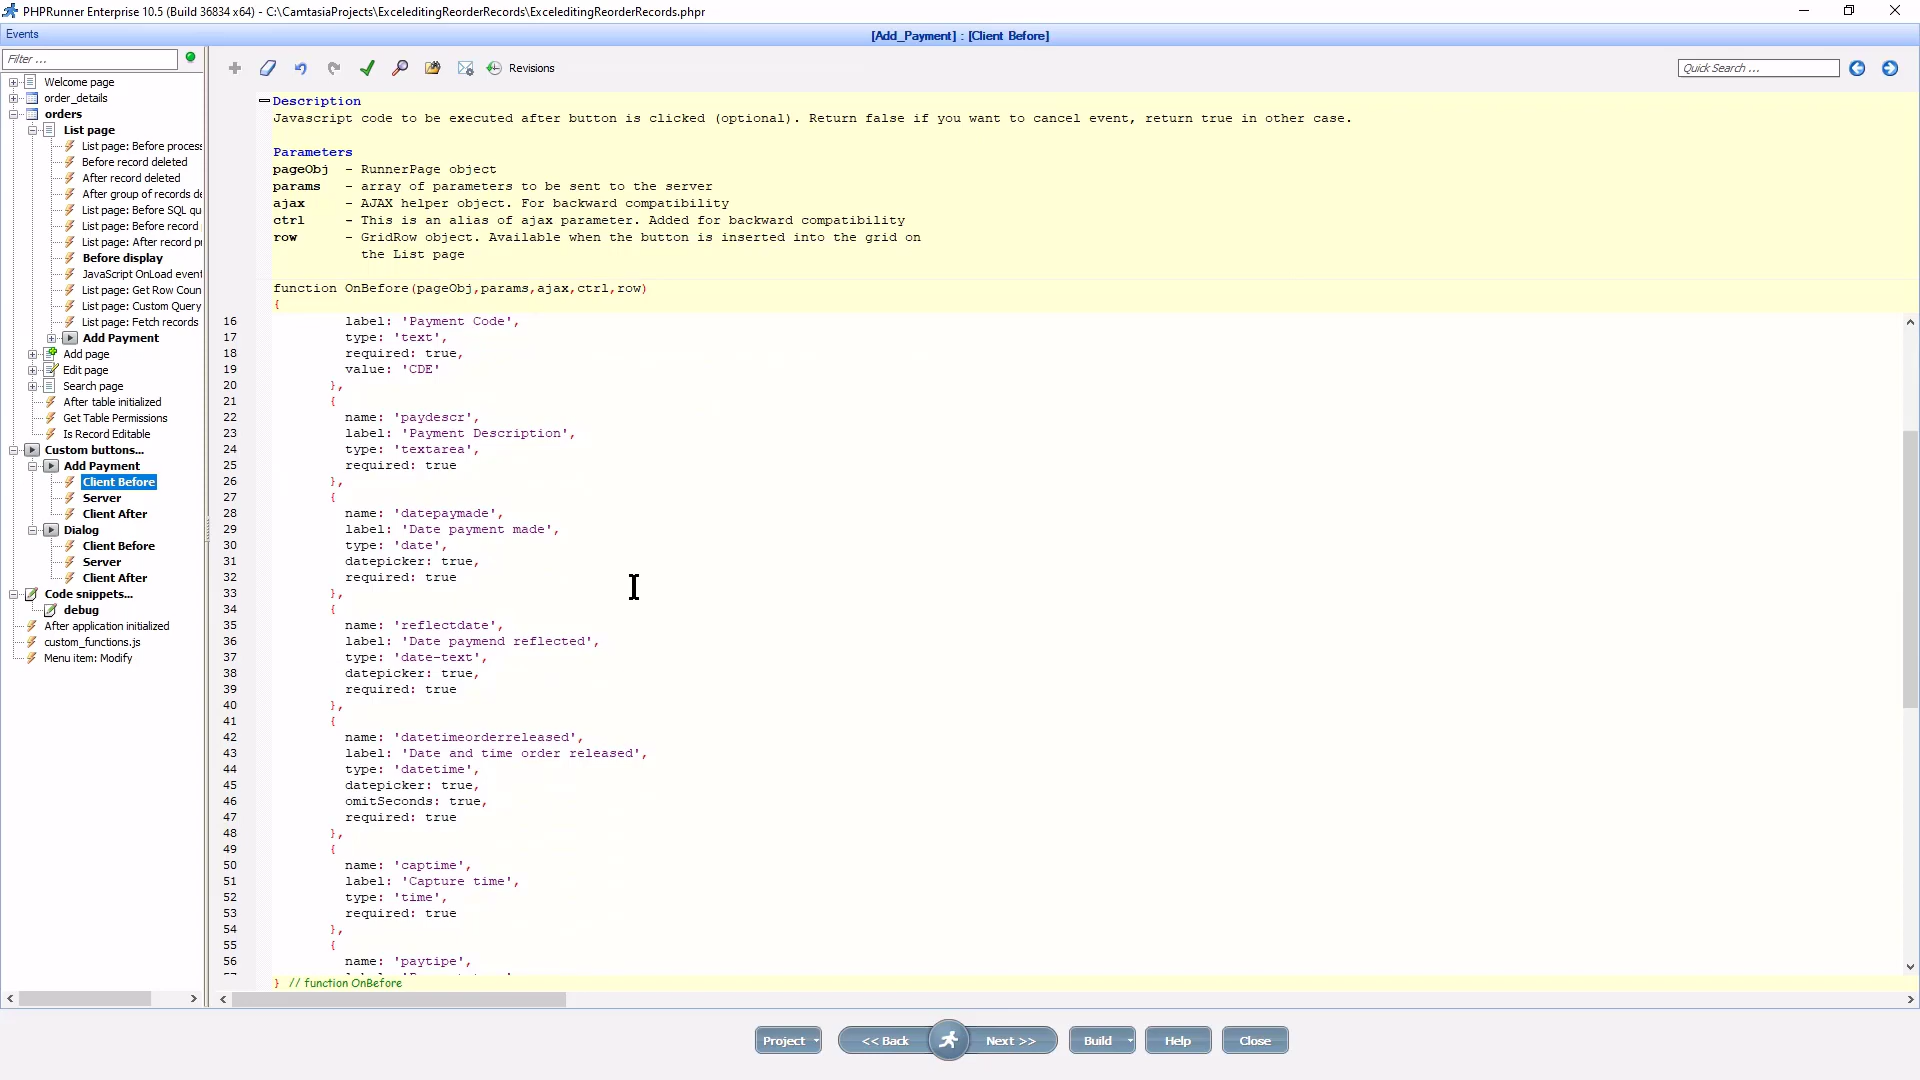 PHPRunner Enterprise 10.5 (Build 36834 x64) - C:\CamtasiaProjects\ExceleditingReorderRecords\ExceleditingReorderRecords.phpr
Events
[Add_Payment] : [Client Before]
Filter ...
Revisions
Quick Search ...
Welcome page
order_details
orders
List page
List page: Before process
Before record deleted
After record deleted
After group of records de
List page: Before SQL qu
List page: Before record
List page: After record p
Before display
JavaScript OnLoad event
List page: Get Row Coun
List page: Custom Query
List page: Fetch records
Add Payment
Add page
Edit page
Search page
After table initialized
Get Table Permissions
Is Record Editable
Custom buttons...
Add Payment
Client Before
Server
Client After
Dialog
Client Before
Server
Client After
Code snippets...
debug
After application initialized
custom_functions.js
Menu item: Modify
Description
Javascript code to be executed after button is clicked (optional). Return false if you want to cancel event, return true in other case.
Parameters
pageObj - RunnerPage object
params - array of parameters to be sent to the server
ajax - AJAX helper object. For backward compatibility
ctrl - This is an alias of ajax parameter. Added for backward compatibility
row - GridRow object. Available when the button is inserted into the grid on
the List page
function OnBefore(pageObj,params,ajax,ctrl,row)
{
16 label: 'Payment Code',
17 type: 'text',
18 required: true,
19 value: 'CDE'
20 },
21 {
22 name: 'paydescr',
23 label: 'Payment Description',
24 type: 'textarea',
25 required: true
26 },
27 {
28 name: 'datepaymade',
29 label: 'Date payment made',
30 type: 'date',
31 datepicker: true,
32 required: true
33 },
34 {
35 name: 'reflectdate',
36 label: 'Date paymend reflected',
37 type: 'date-text',
38 datepicker: true,
39 required: true
40 },
41 {
42 name: 'datetimeorderreleased',
43 label: 'Date and time order released',
44 type: 'datetime',
45 datepicker: true,
46 omitSeconds: true,
47 required: true
48 },
49 {
50 name: 'captime',
51 label: 'Capture time',
52 type: 'time',
53 required: true
54 },
55 {
56 name: 'paytipe',
} // function OnBefore
Project
<< Back
Next >>
Build
Help
Close